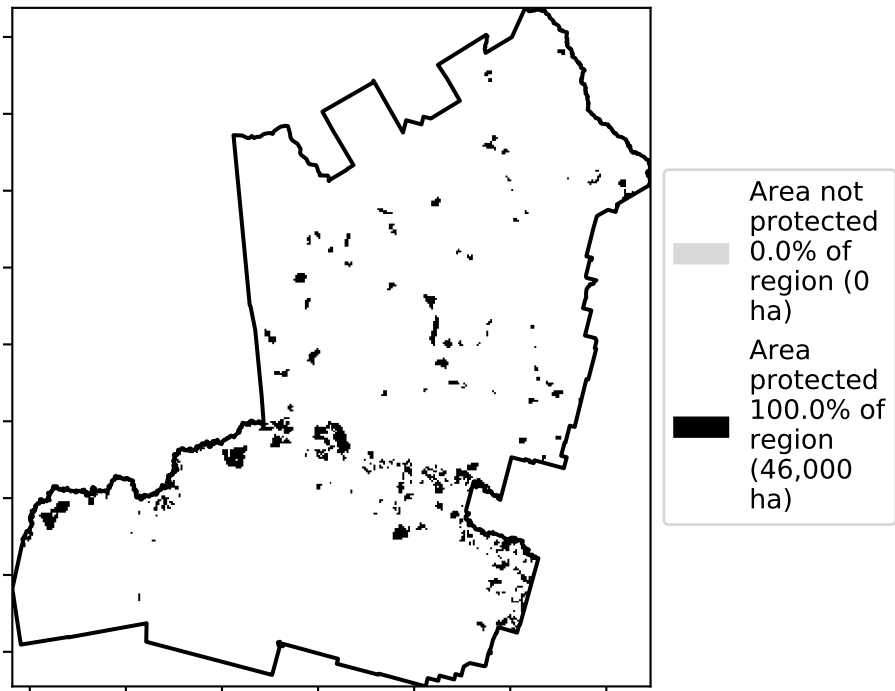 Area not
protected
0.0% of
region (0
ha)
Area
protected
100.0% of
region
(46,000
ha)